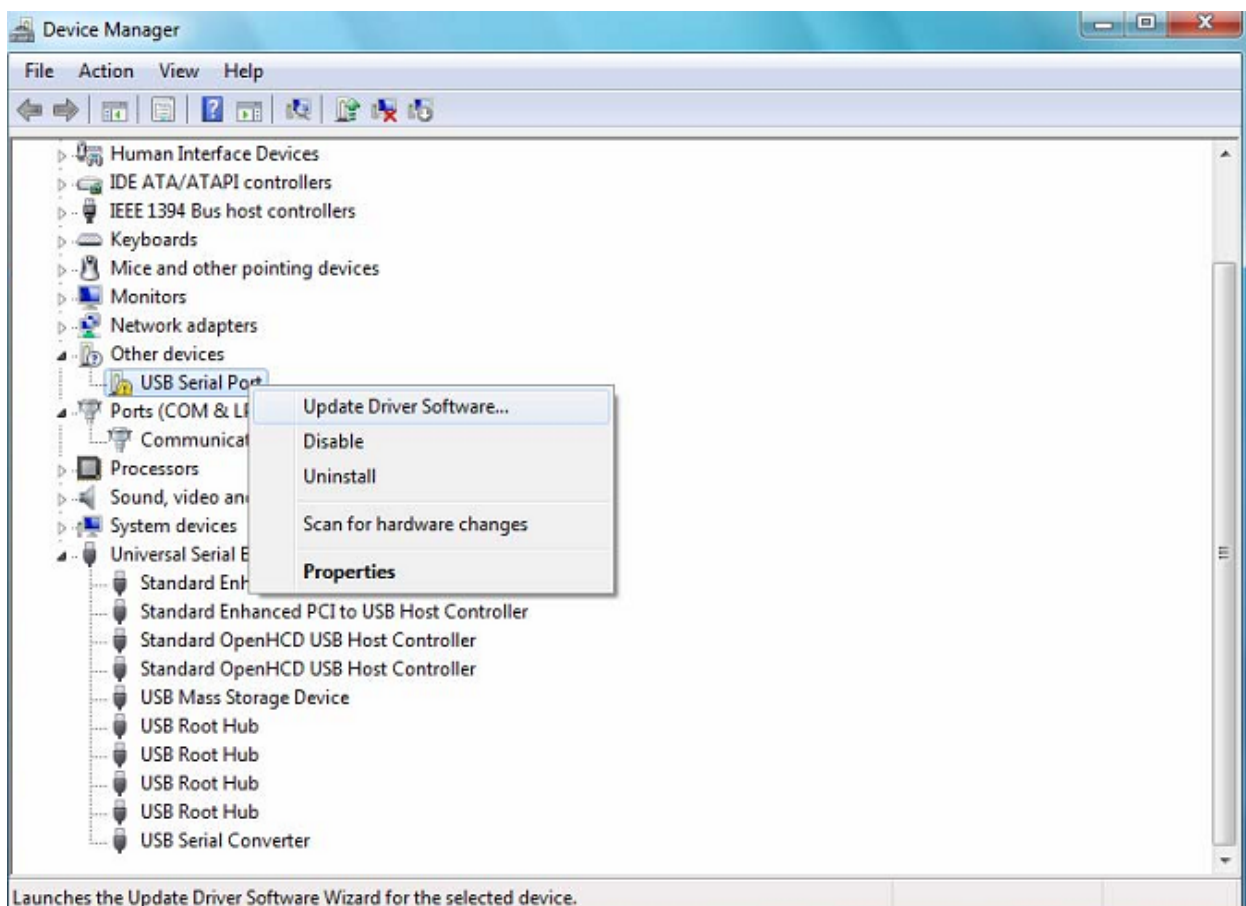 Device Manager
File Action View Help
Human Interface Devices
IDE ATA/ATAPI controllers
IEEE 1394 Bus host controllers
Keyboards
Mice and other pointing devices
Monitors
Network adapters
Other devices
USB Serial Port
Ports (COM & LP
Communicat
Processors
Sound, video and
System devices
Universal Serial B
Standard Enh
Update Driver Software...
Disable
Uninstall
Scan for hardware changes
Properties
Standard Enhanced PCI to USB Host Controller
Standard OpenHCD USB Host Controller
Standard OpenHCD USB Host Controller
USB Mass Storage Device
USB Root Hub
USB Root Hub
USB Root Hub
USB Root Hub
USB Serial Converter
Launches the Update Driver Software Wizard for the selected device.